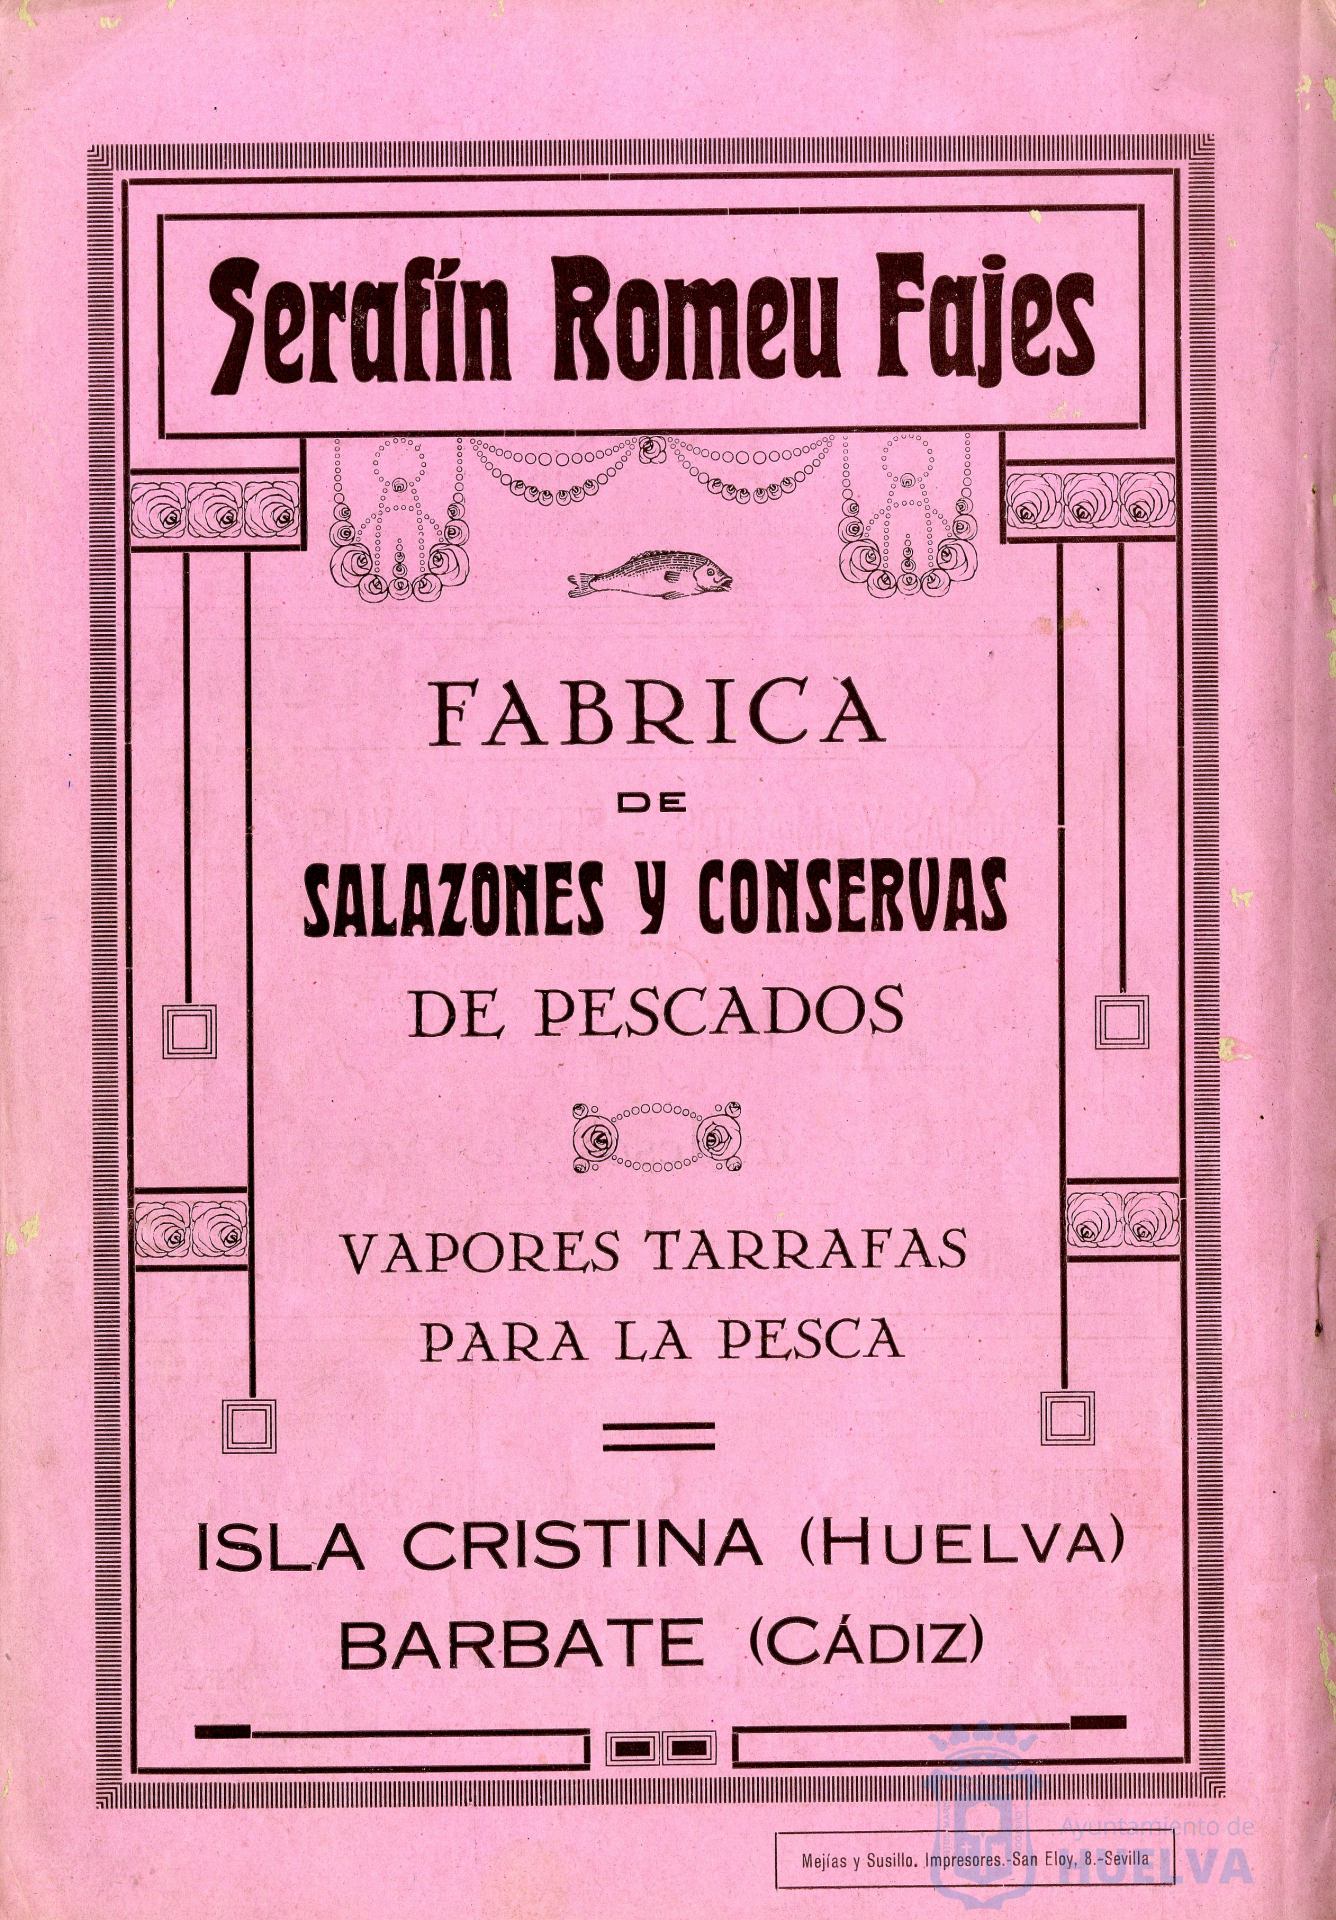 Serafín Romeu Fajes
FABRICA
DE
SALAZONES Y CONSERVAS
DE PESCADOS
VAPORES TARRAFAS
PARA LA PESCA
ISLA CRISTINA (HUELVA)
BARBATE (CÁDIZ)
Mejías y Susillo. Impresores.-San Eloy, 8.-Sevilla
Ayuntamiento de
HUELVA